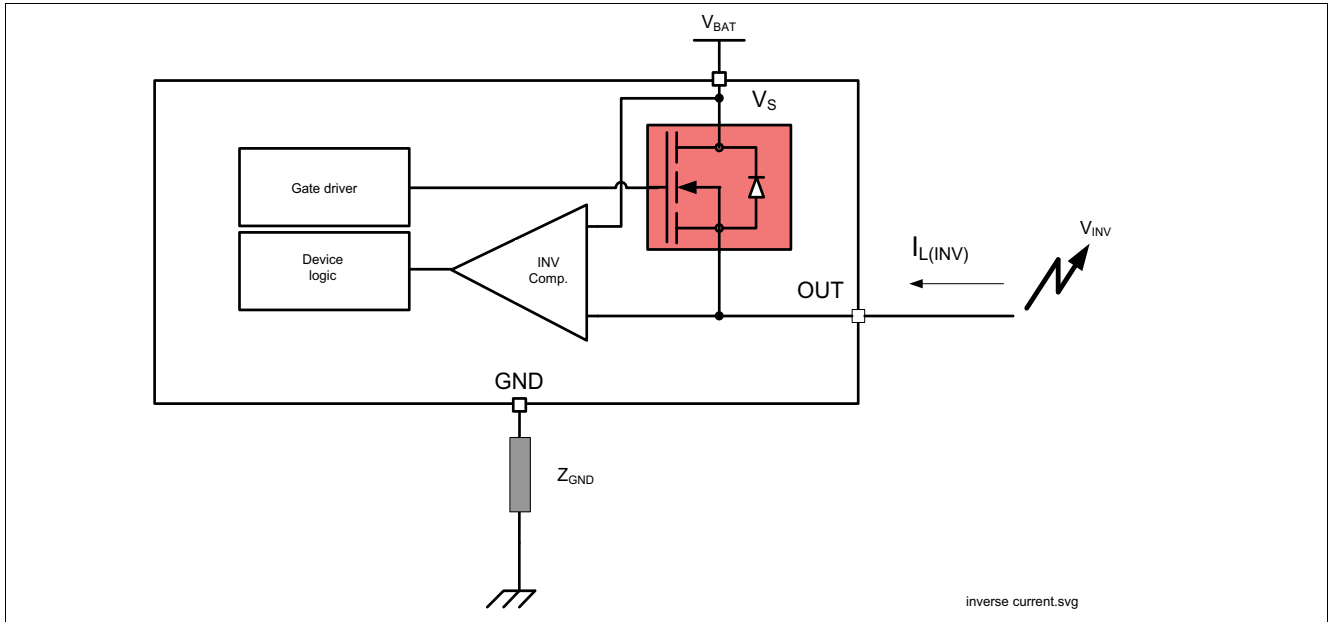 VBAT
VS
Gate driver
Device
logic
INV
Comp.
IL(INV)
VINV
OUT
GND
ZGND
inverse current.svg